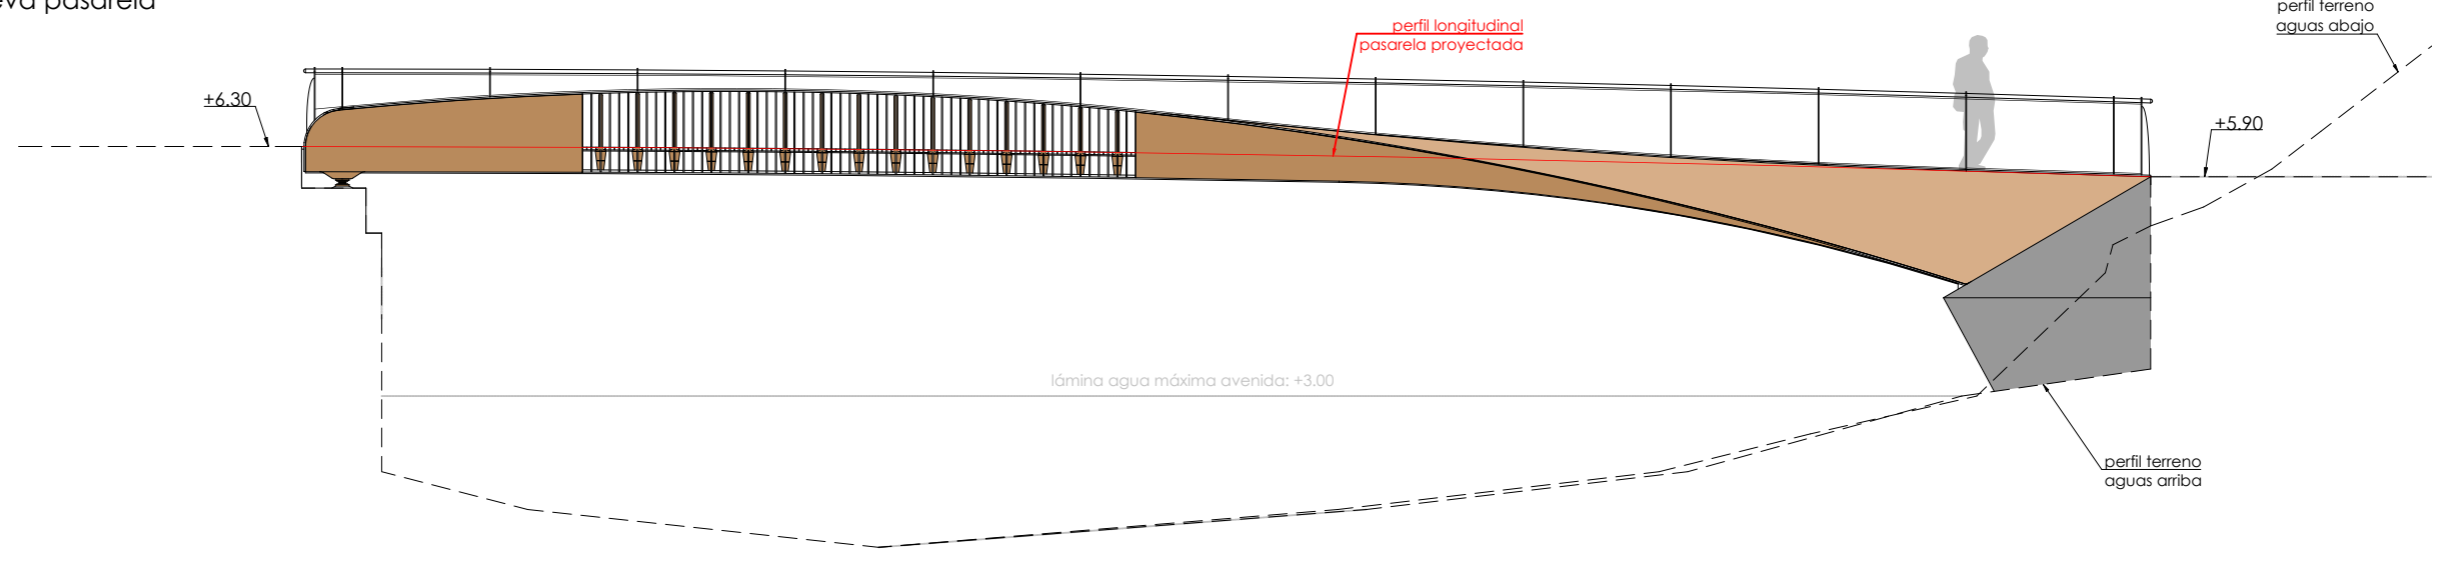 pasarela
perfil longitudinal
pasarela proyectada
perfil terreno
aguas abajo
+6.30
+5.90
lámina agua máxima avenida: +3.00
perfil terreno
aguas arriba